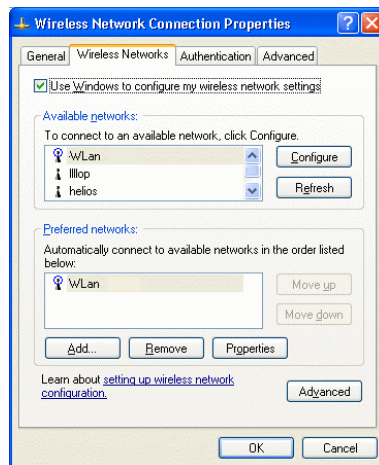 Wireless Network Connection Properties
General Wireless Networks Authentication Advanced
Use Windows to configure my wireless network settings
Available networks:
To connect to an available network, click Configure.
WLan
llllop
helios
Configure
Refresh
Preferred networks:
Automatically connect to available networks in the order listed
below:
WLan
Move up
Move down
Add...
Remove
Properties
Learn about setting up wireless network
configuration.
Advanced
OK
Cancel